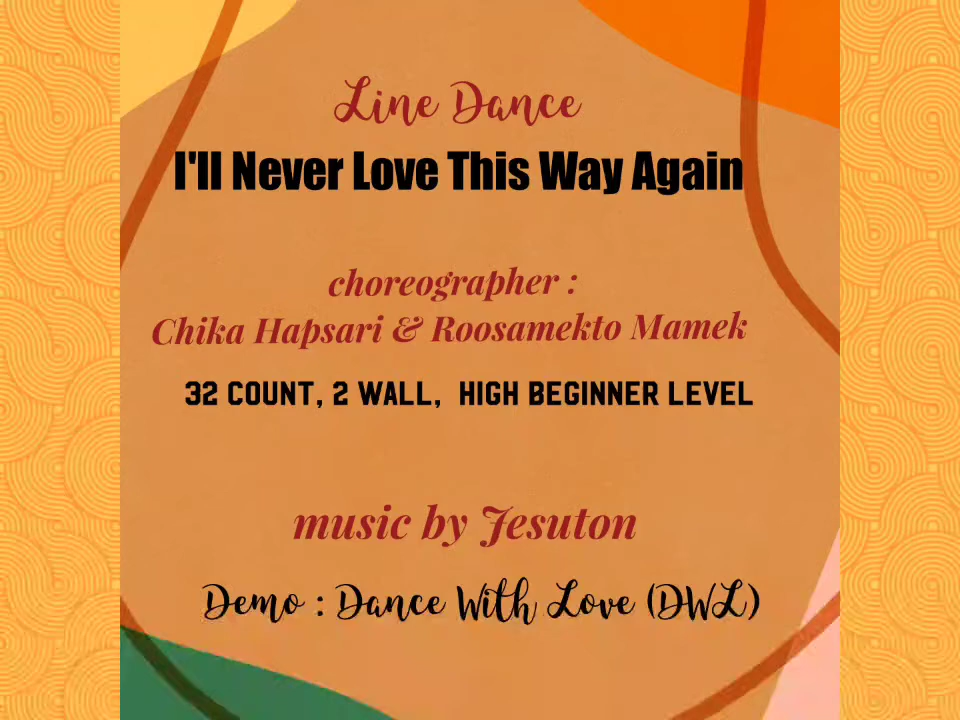 Line Dance
I'll Never Love This Way Again
choreographer :
Chika Hapsari & Roosamekto Mamek
32 COUNT, 2 WALL, HIGH BEGINNER LEVEL
music by Jesuton
Demo : Dance With Love (DWL)